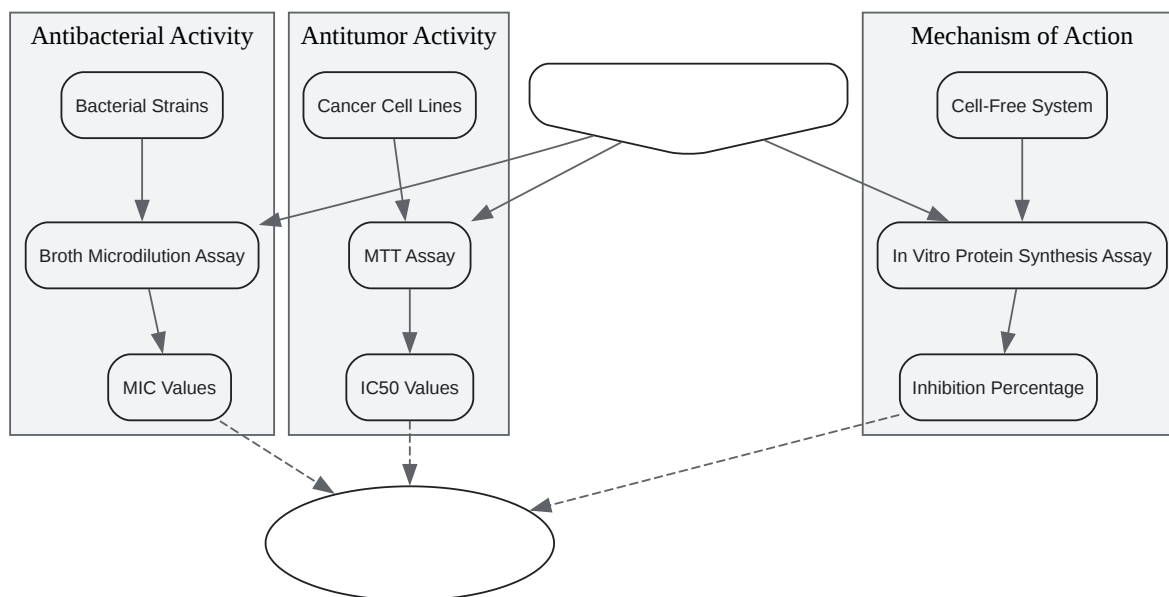 Antibacterial Activity
Antitumor Activity
Mechanism of Action
Bacterial Strains
Cancer Cell Lines
Cell-Free System
Broth Microdilution Assay
MTT Assay
In Vitro Protein Synthesis Assay
MIC Values
IC50 Values
Inhibition Percentage